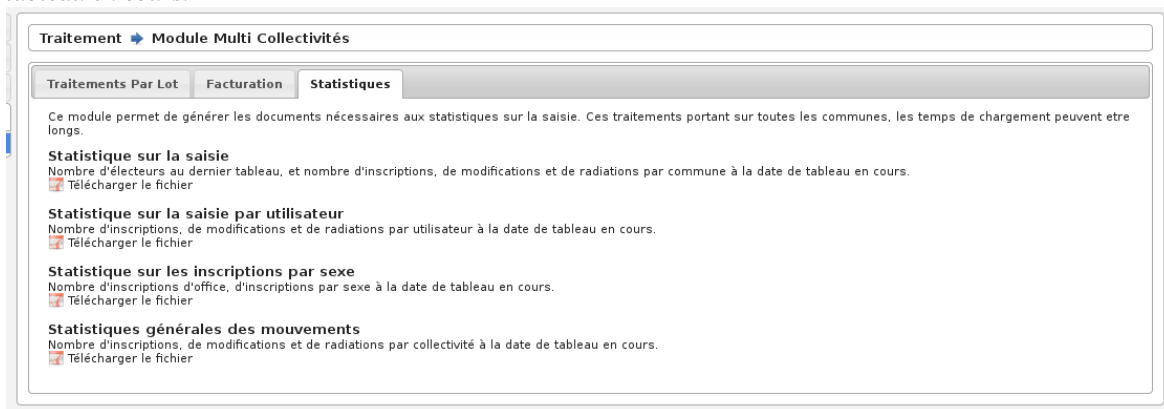 Traitement Module Multi Collectivités
Traitements Par Lot Facturation Statistiques
Ce module permet de générer les documents nécessaires aux statistiques sur la saisie. Ces traitements portant sur toutes les communes, les temps de chargement peuvent etre
longs.
Statistique sur la saisie
Nombre d'électeurs au dernier tableau, et nombre d'inscriptions, de modifications et de radiations par commune à la date de tableau en cours.
Télécharger le fichier
Statistique sur la saisie par utilisateur
Nombre d'inscriptions, de modifications et de radiations par utilisateur à la date de tableau en cours.
Télécharger le fichier
Statistique sur les inscriptions par sexe
Nombre d'inscriptions d'office, d'inscriptions par sexe à la date de tableau en cours.
Télécharger le fichier
Statistiques générales des mouvements
Nombre d'inscriptions, de modifications et de radiations par collectivité à la date de tableau en cours.
Télécharger le fichier